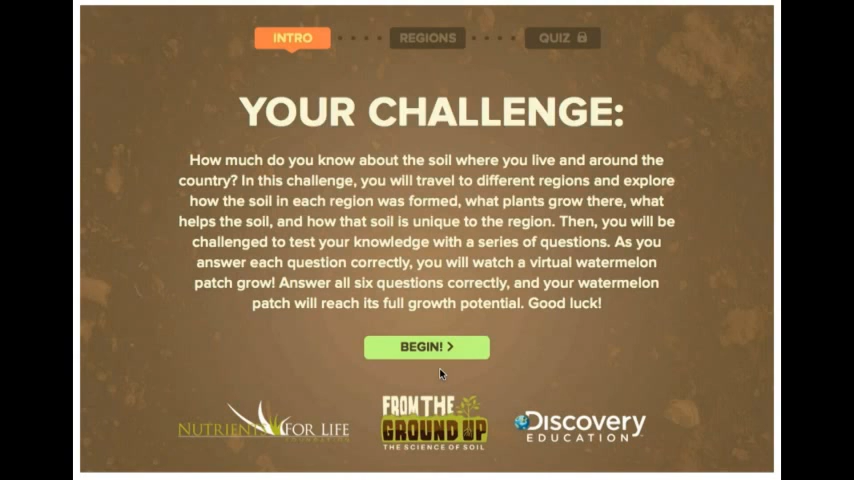 INTRO
REGIONS
QUIZ
YOUR CHALLENGE:
How much do you know about the soil where you live and around the
country? In this challenge, you will travel to different regions and explore
how the soil in each region was formed, what plants grow there, what
helps the soil, and how that soil is unique to the region. Then, you will be
challenged to test your knowledge with a series of questions. As you
answer each question correctly, you will watch a virtual watermelon
patch grow! Answer all six questions correctly, and your watermelon
patch will reach its full growth potential. Good luck!
BEGIN! >
NUTRIENTS FOR LIFE
FOUNDATION
FROM THE
GROUND UP
THE SCIENCE OF SOIL
Discovery
EDUCATION™